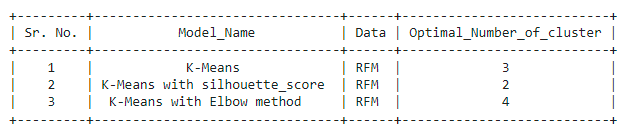 +---------+------------------------------+------+---------------------------+
| Sr. No. |          Model_Name          | Data | Optimal_Number_of_cluster |
+---------+------------------------------+------+---------------------------+
|    1    |           K-Means            | RFM  |             3             |
|    2    | K-Means with silhouette_score | RFM  |             2             |
|    3    |  K-Means with Elbow method   | RFM  |             4             |
+---------+------------------------------+------+---------------------------+